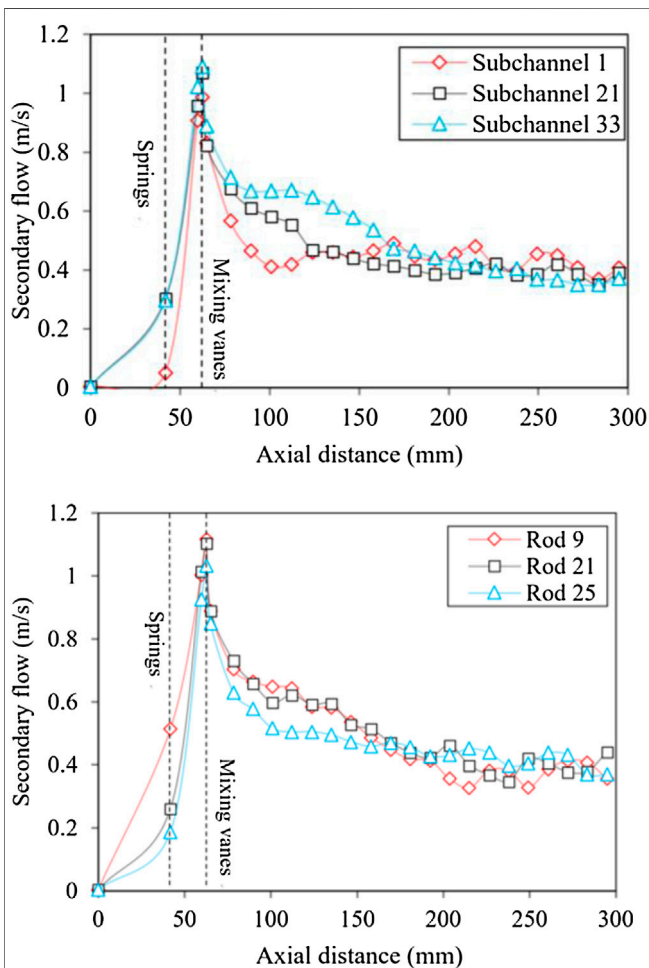 1.2
1
0.8
0.6
0.4
0.2
0
Secondary flow (m/s)
Springs
Mixing vanes
Subchannel 1
Subchannel 21
Subchannel 33
0 50 100 150 200 250 300
Axial distance (mm)
1.2
1
0.8
0.6
0.4
0.2
0
Secondary flow (m/s)
Springs
Mixing vanes
Rod 9
Rod 21
Rod 25
0 50 100 150 200 250 300
Axial distance (mm)